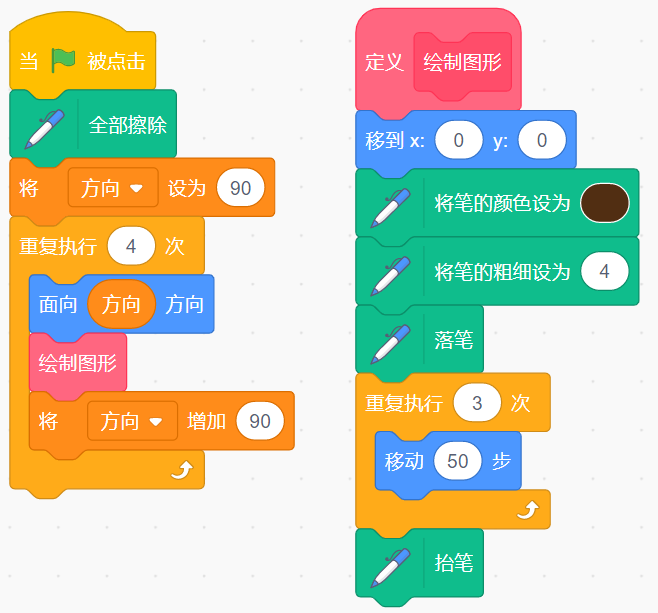 当 被点击
全部擦除
将 方向 设为 90
重复执行 4 次
面向 方向 方向
绘制图形
将 方向 增加 90
定义 绘制图形
移到 x: 0 y: 0
将笔的颜色设为
将笔的粗细设为 4
落笔
重复执行 3 次
移动 50 步
抬笔